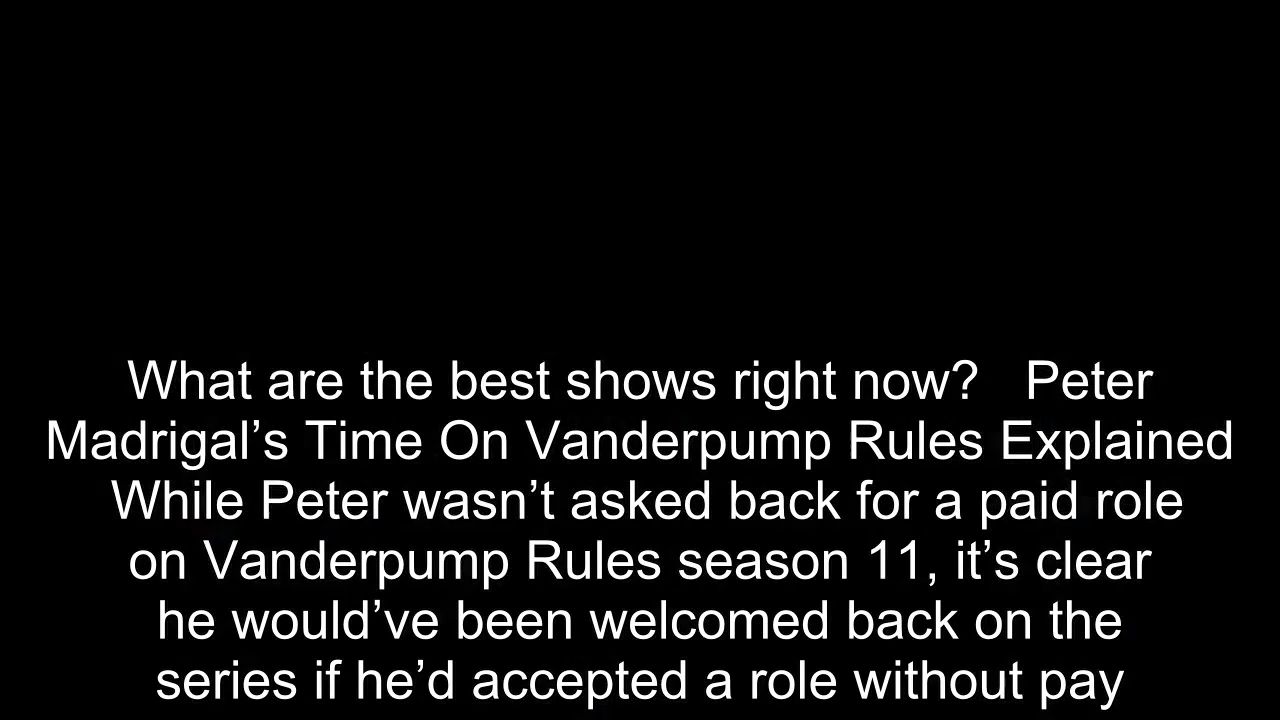 What are the best shows right now?   Peter
Madrigal’s Time On Vanderpump Rules Explained
While Peter wasn’t asked back for a paid role
on Vanderpump Rules season 11, it’s clear
he would’ve been welcomed back on the
series if he’d accepted a role without pay